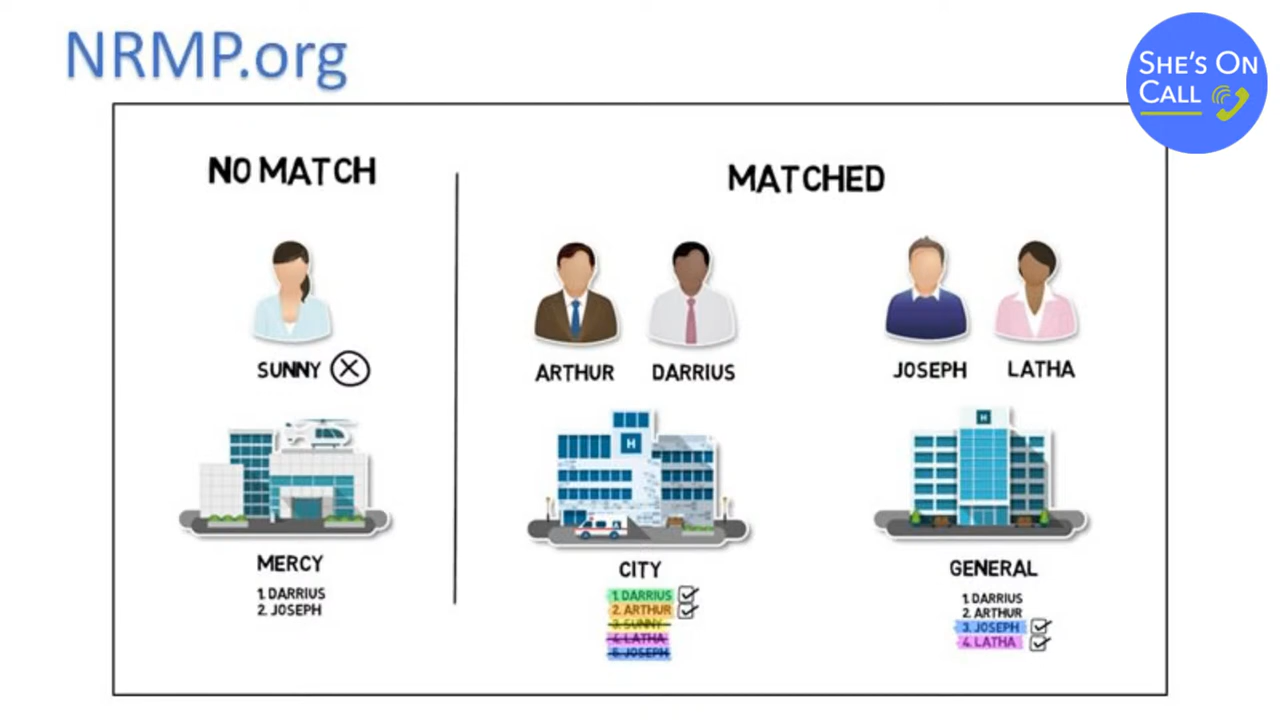 NRMP.org
SHE'S ON
CALL
NO MATCH
MATCHED
SUNNY
ARTHUR
DARRIUS
JOSEPH
LATHA
H
H
MERCY
1. DARRIUS
2. JOSEPH
CITY
1. DARRIUS
2. ARTHUR
3. SUNNY
4. LATHA
5. JOSEPH
GENERAL
1. DARRIUS
2. ARTHUR
3. JOSEPH
4. LATHA